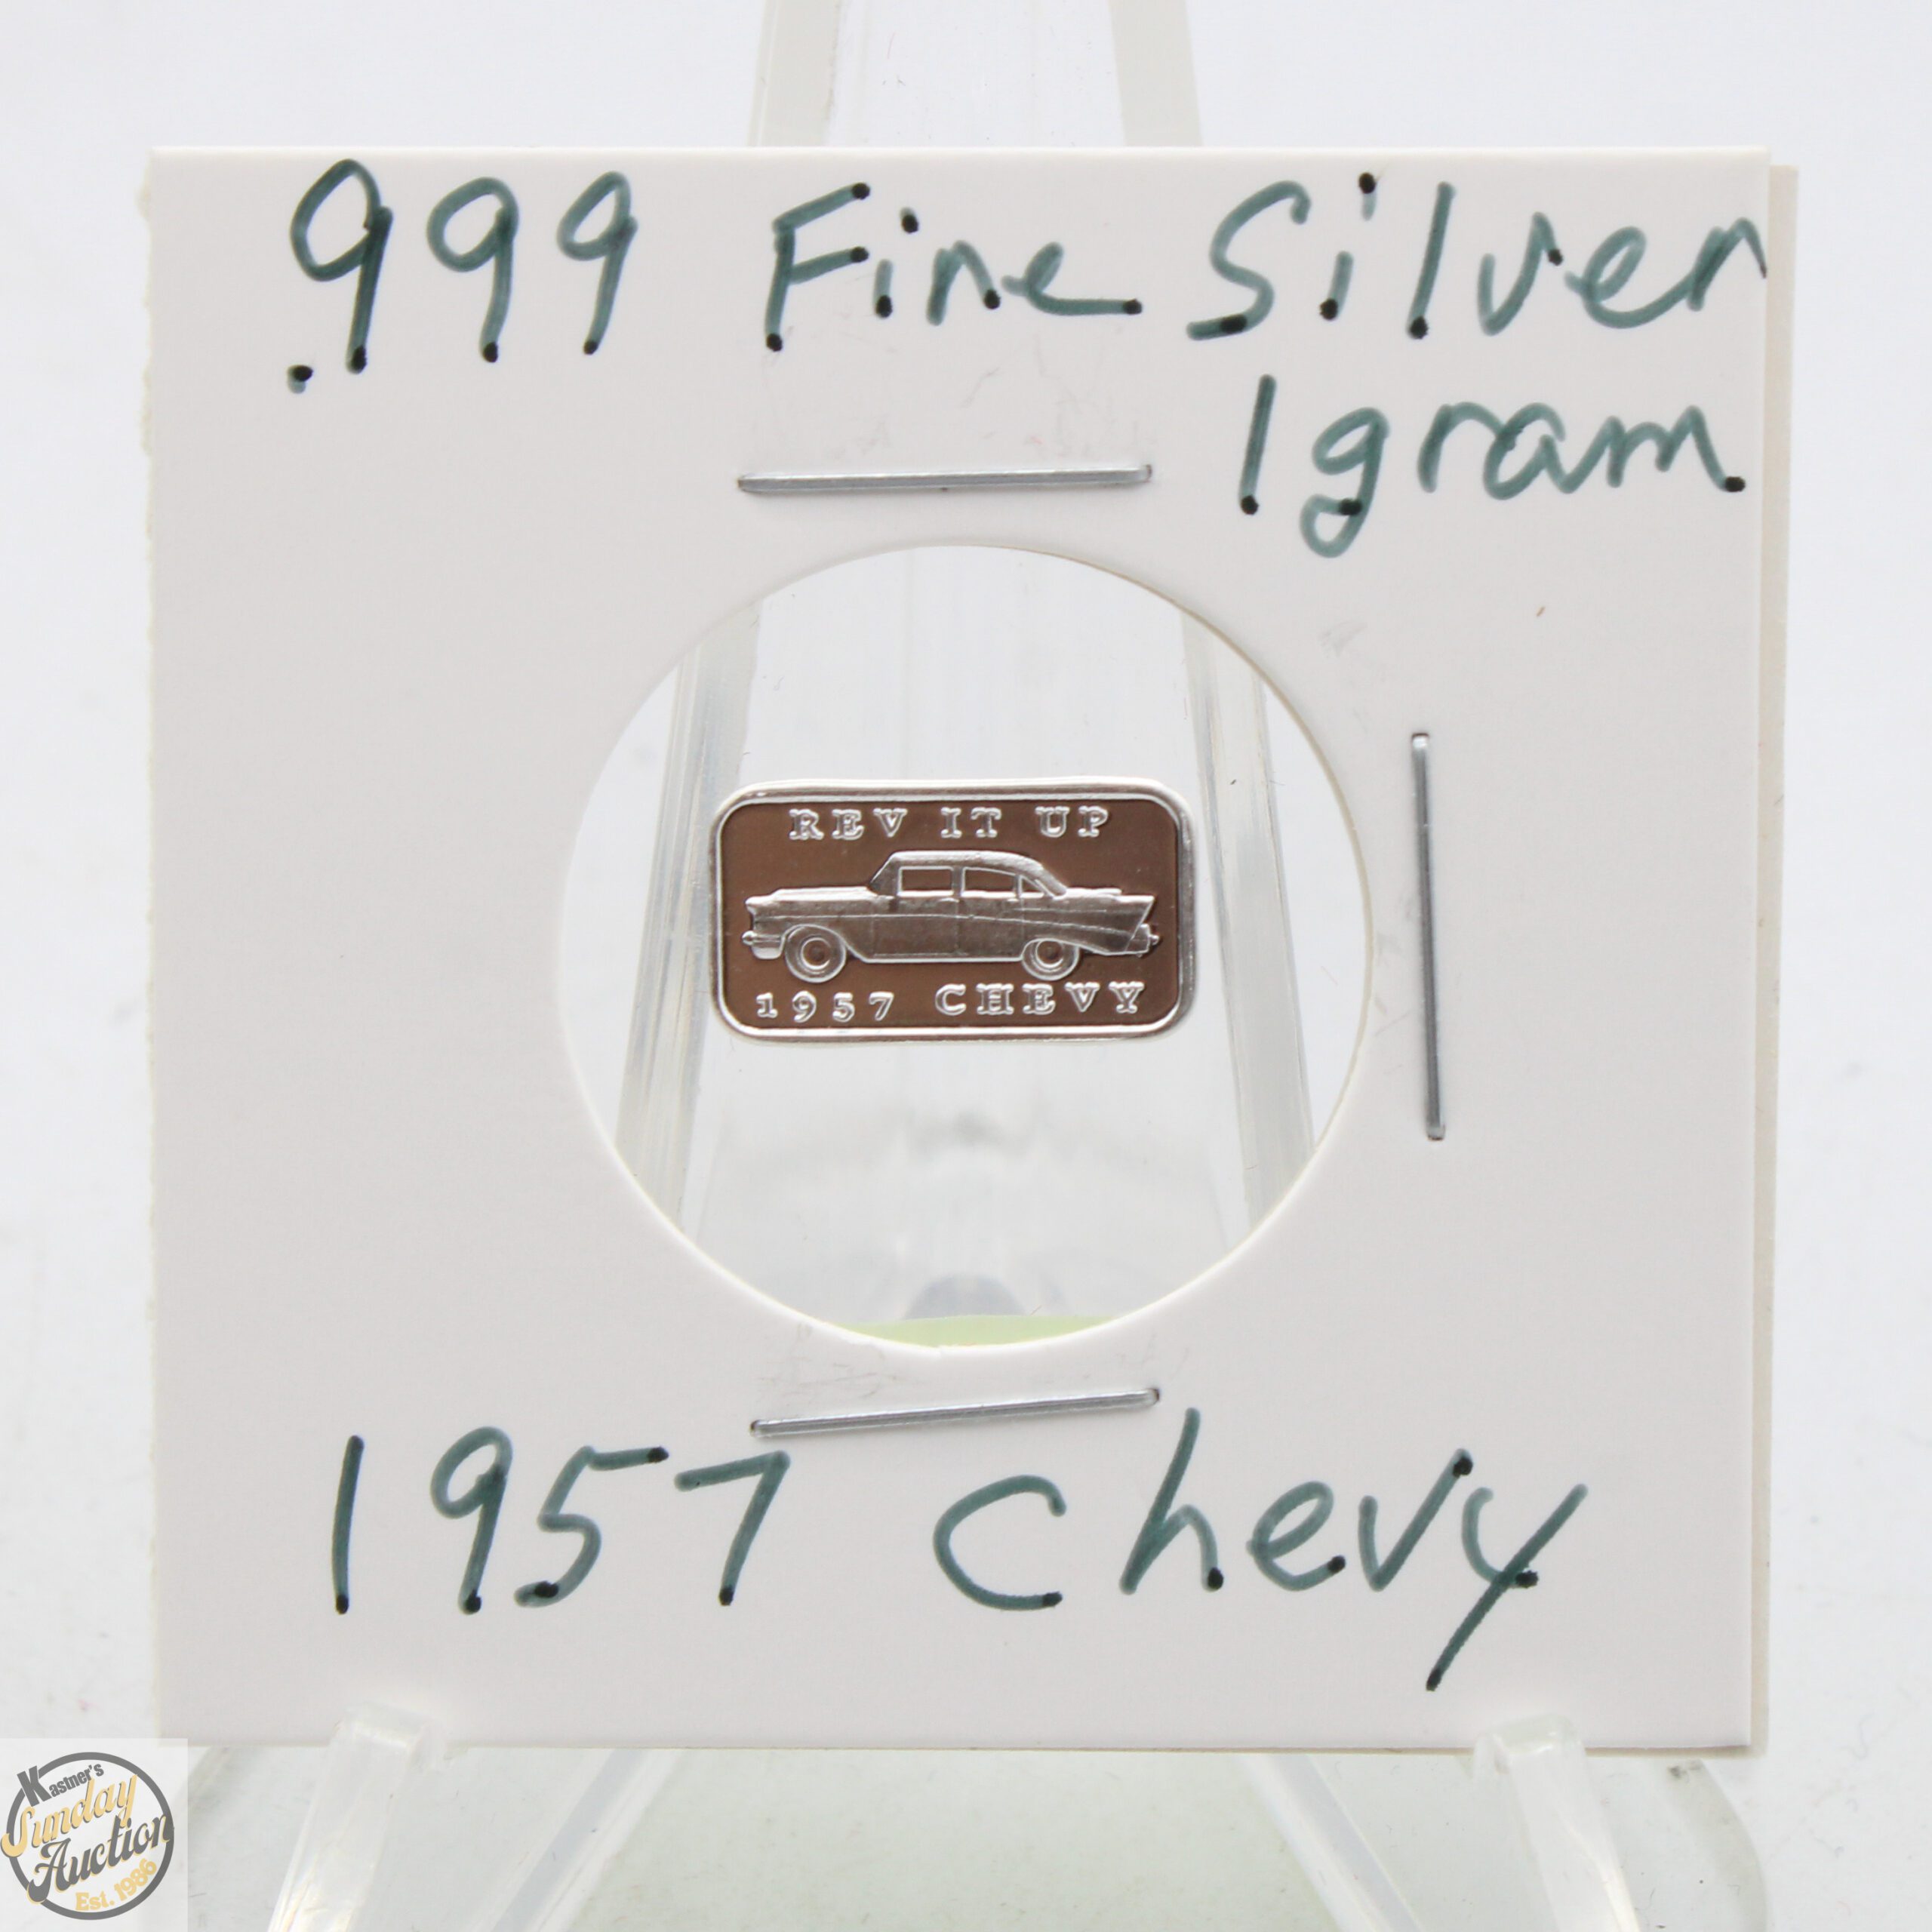 .999 Fine Silver
1gram
REV IT UP
1957 CHEVY
1957 Chevy
Kastner's
Sunday
Auction
Est. 1986